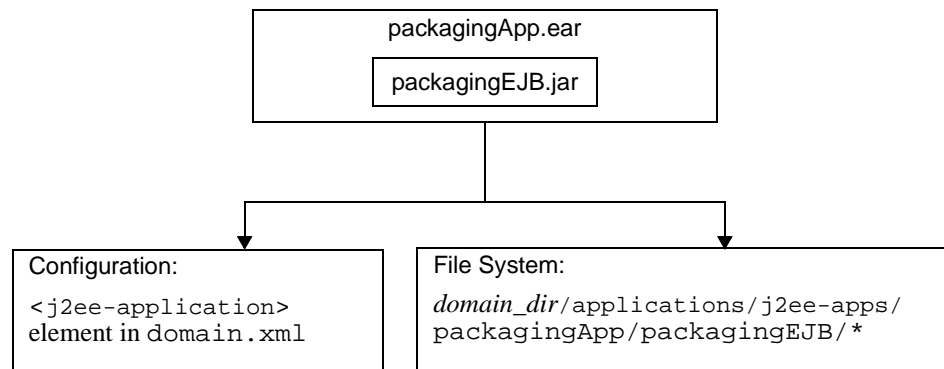 packagingApp.ear
packagingEJB.jar
Configuration:
<j2ee-application>
element in domain.xml
File System:
domain_dir/applications/j2ee-apps/
packagingApp/packagingEJB/*